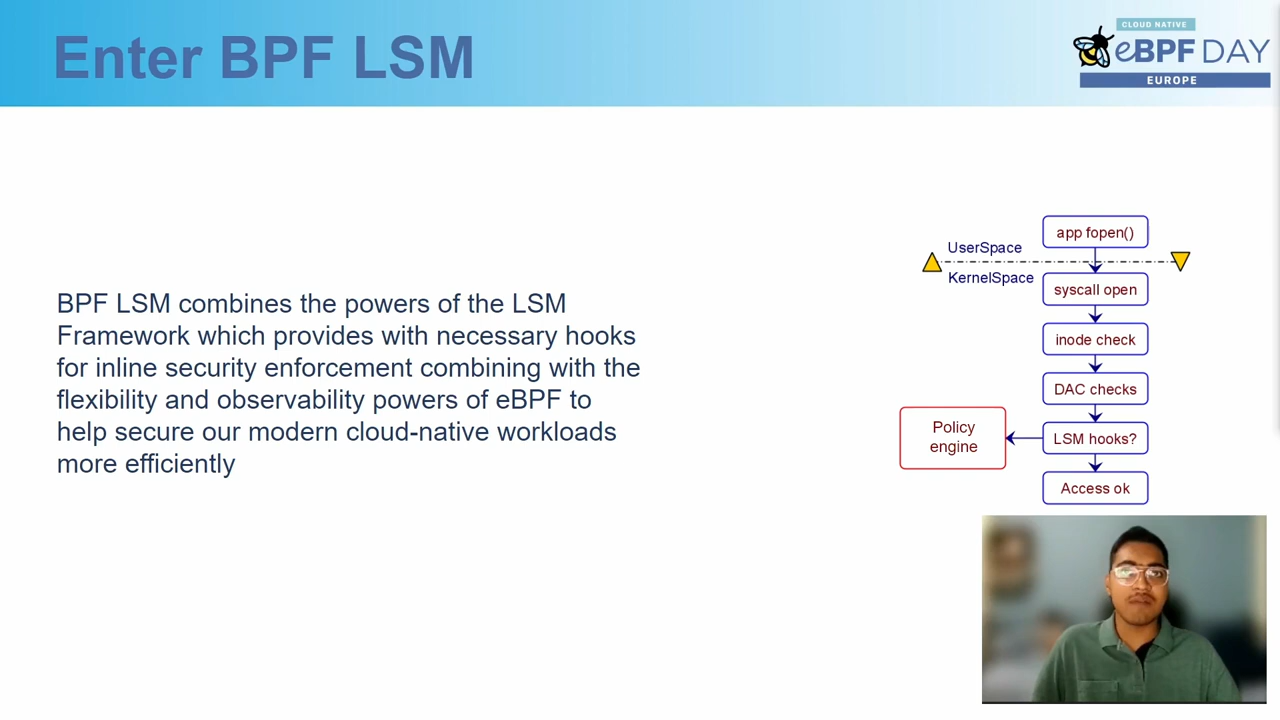 Enter BPF LSM
CLOUD NATIVE
eBPF DAY
EUROPE
BPF LSM combines the powers of the LSM
Framework which provides with necessary hooks
for inline security enforcement combining with the
flexibility and observability powers of eBPF to
help secure our modern cloud-native workloads
more efficiently
app fopen()
UserSpace
KernelSpace
syscall open
inode check
DAC checks
Policy
engine
LSM hooks?
Access ok